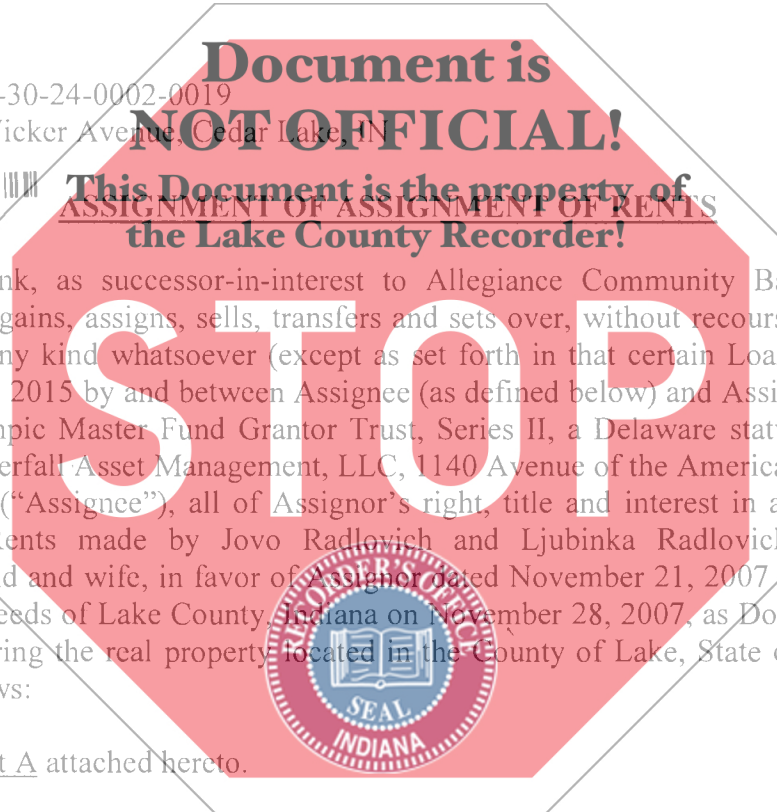 Document is
-30-24-0002-0019
NOT OFFICIAL!
icker Avenue, Cedar Lake, IN
This Document is the property of
ASSIGNMENT OF ASSIGNMENT OF RENTS
the Lake County Recorder!
nk, as successor-in-interest to Allegiance Community Ba
gains, assigns, sells, transfers and sets over, without recours
ny kind whatsoever (except as set forth in that certain Loa
2015 by and between Assignee (as defined below) and Assi
npic Master Fund Grantor Trust, Series II, a Delaware stat
erfall Asset Management, LLC, 1140 Avenue of the America
(“Assignee”), all of Assignor’s right, title and interest in a
ents made by Jovo Radlovich and Ljubinka Radlovich
d and wife, in favor of Assignor dated November 21, 2007
eeds of Lake County, Indiana on November 28, 2007, as Do
ring the real property located in the County of Lake, State o
ws:
t A attached hereto.
STOP
RECORDER'S OFFICE
SEAL
INDIANA